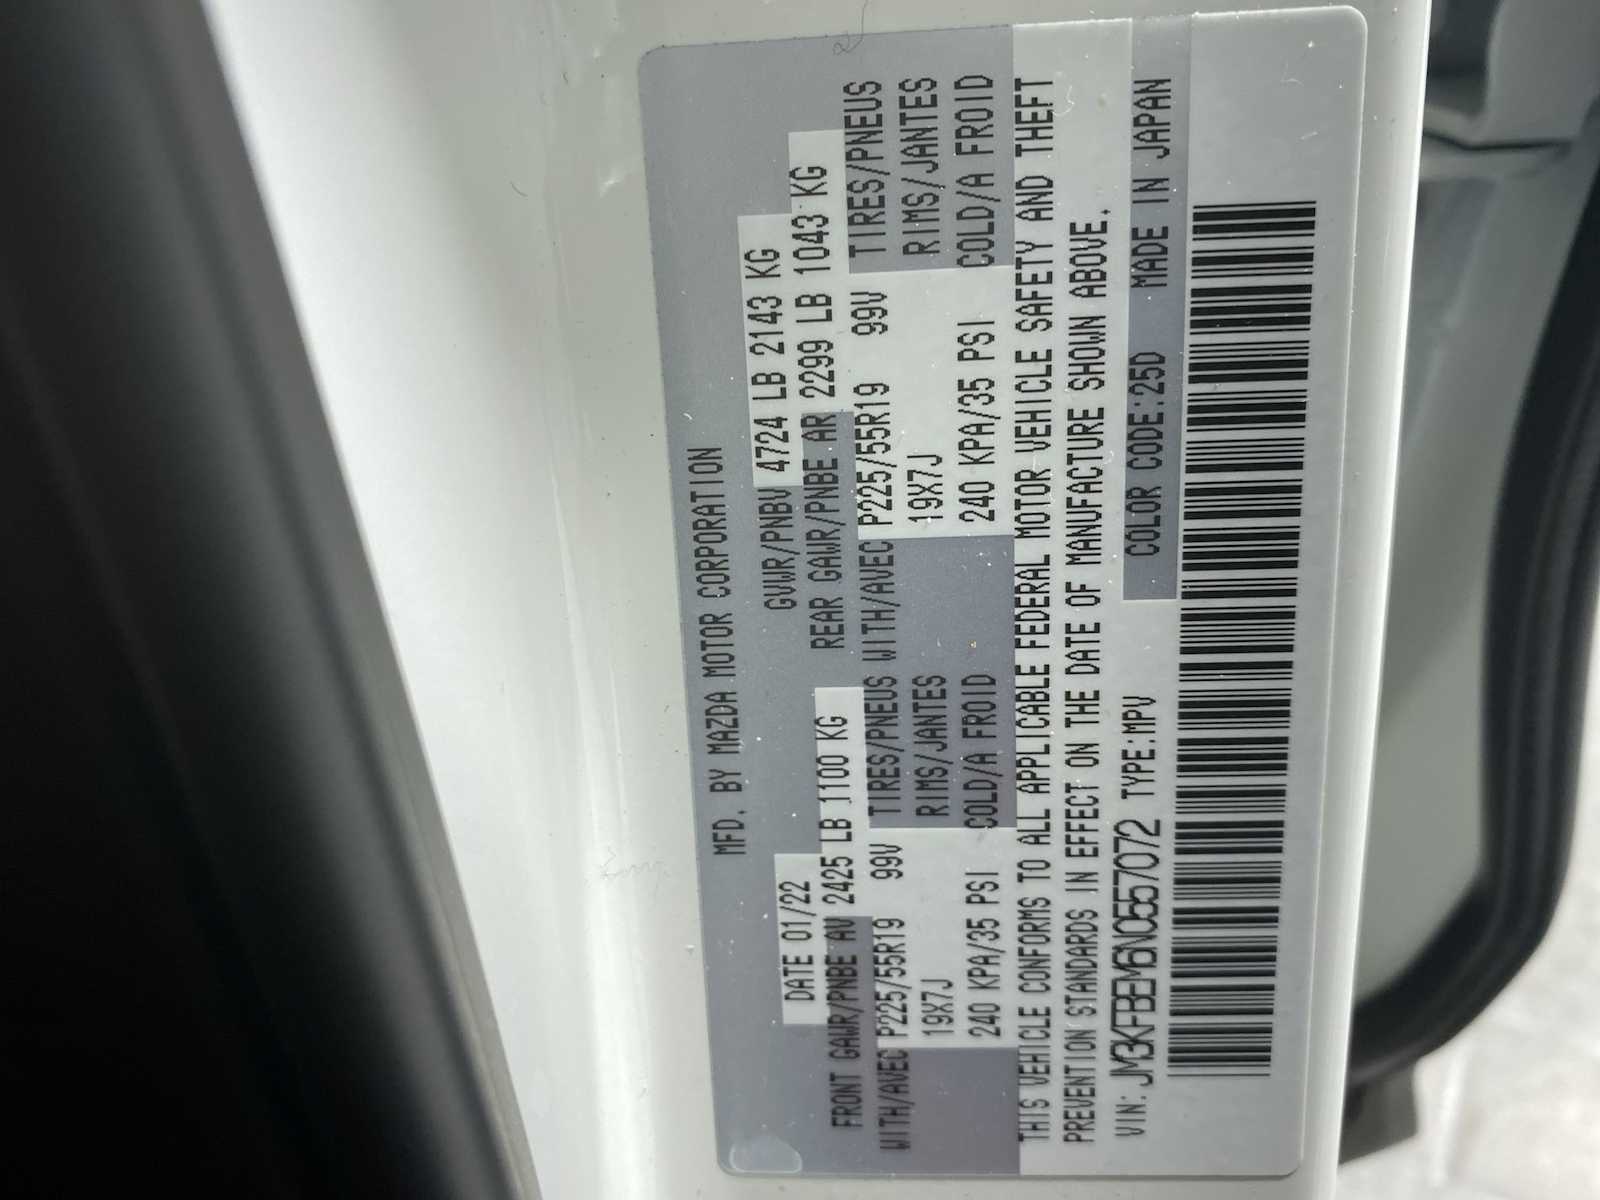 MFD. BY MAZDA MOTOR CORPORATION
DATE 01/22 GVWR/PNBV 4724 LB 2143 KG
FRONT GAWR/PNBE AV 2425 LB 1100 KG REAR GAWR/PNBE AR 2299 LB 1043 KG
WITH/AVEC P225/55R19 99V TIRES/PNEUS WITH/AVEC P225/55R19 99V TIRES/PNEUS
19X7J RIMS/JANTES 19X7J RIMS/JANTES
240 KPA/35 PSI COLD/A FROID 240 KPA/35 PSI COLD/A FROID
THIS VEHICLE CONFORMS TO ALL APPLICABLE FEDERAL MOTOR VEHICLE SAFETY AND THEFT
PREVENTION STANDARDS IN EFFECT ON THE DATE OF MANUFACTURE SHOWN ABOVE.
VIN: JM3KFBEM6N0557072 TYPE:MPV COLOR CODE:25D MADE IN JAPAN